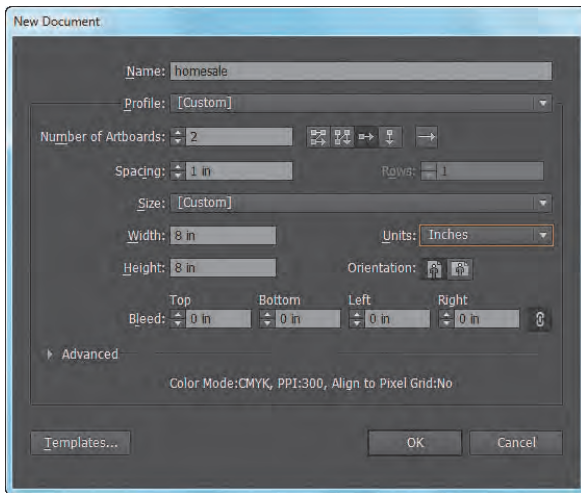 New Document
Name: homesale
Profile: [Custom]
Number of Artboards: 2
Spacing: 1 in Rows: 1
Size: [Custom]
Width: 8 in Units: Inches
Height: 8 in Orientation:
Top Bottom Left Right
Bleed: 0 in 0 in 0 in 0 in
Advanced
Color Mode:CMYK, PPI:300, Align to Pixel Grid:No
Templates... OK Cancel